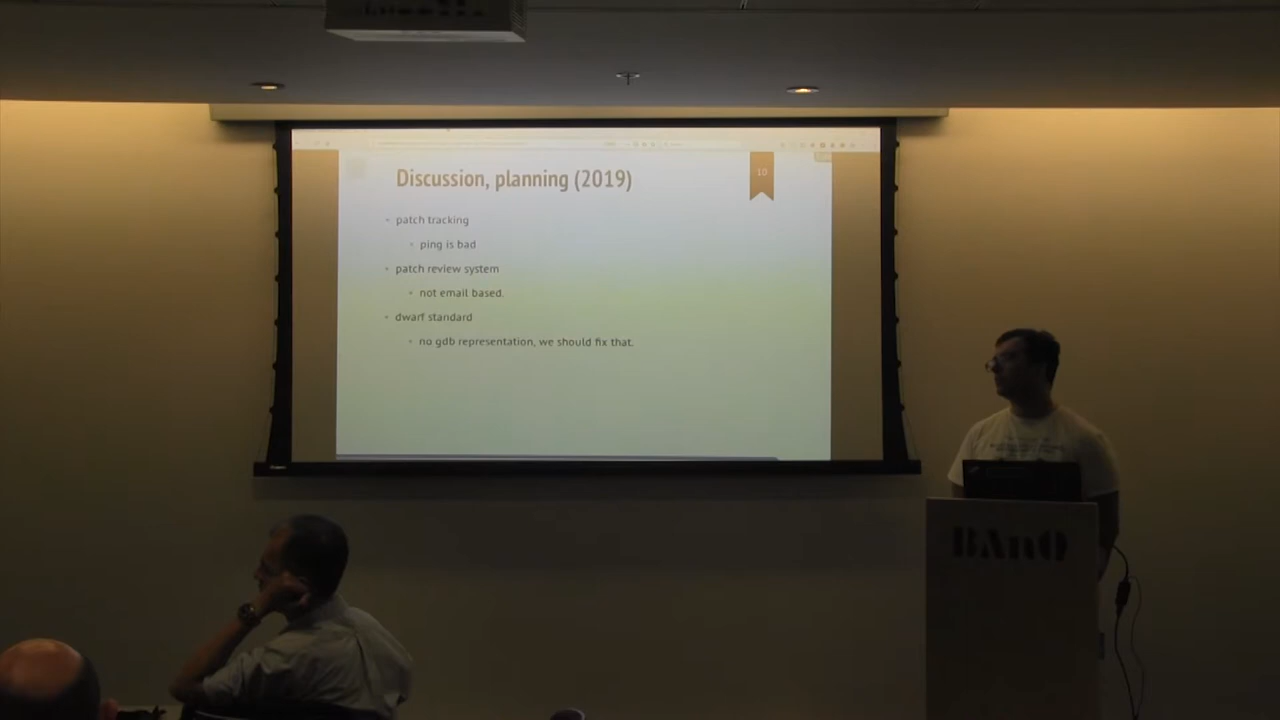 Discussion, planning (2019)
10
patch tracking
ping is bad
patch review system
not email based.
dwarf standard
no gdb representation, we should fix that.
BARO